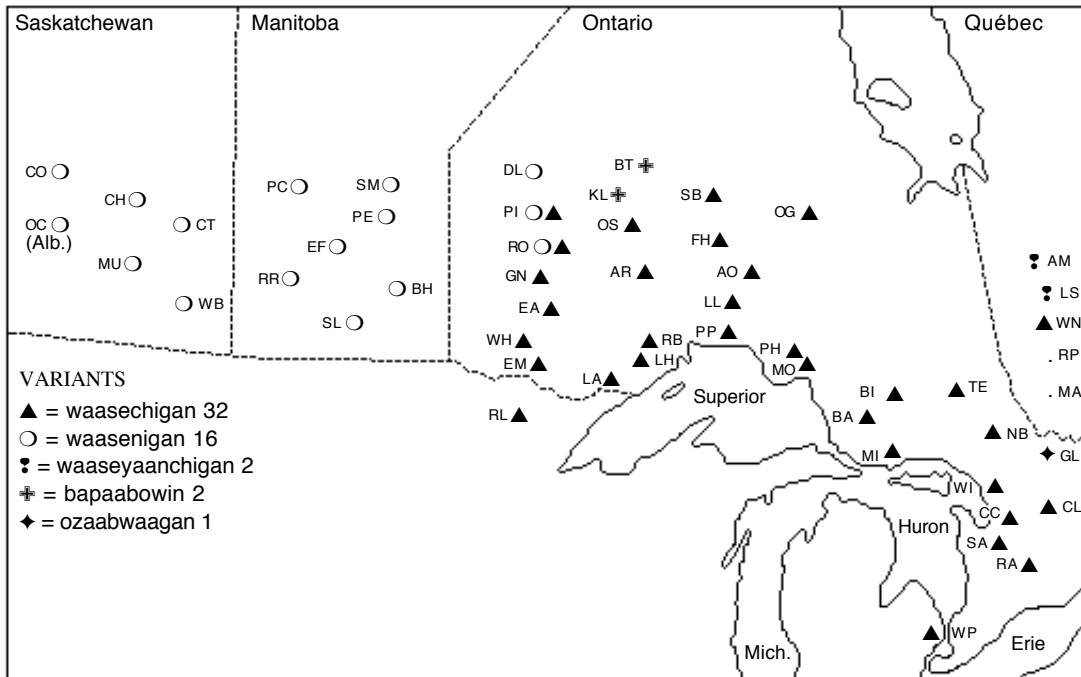 Saskatchewan
Manitoba
Ontario
Québec
CO
CH
OC
(Alb.)
CT
MU
WB
PC
SM
PE
EF
RR
BH
SL
DL
BT
KL
SB
PI
OS
OG
RO
FH
GN
AR
AO
AM
EA
LL
LS
WH
RB
PP
WN
EM
LH
PH
RP
LA
MO
MA
RL
Superior
BI
TE
BA
NB
MI
GL
WI
CC
CL
Huron
SA
RA
WP
Mich.
Erie
VARIANTS
▲ = waasechigan 32
❍ = waasenigan 16
❢ = waaseyaanchigan 2
✙ = bapaabowin 2
✦ = ozaabwaagan 1